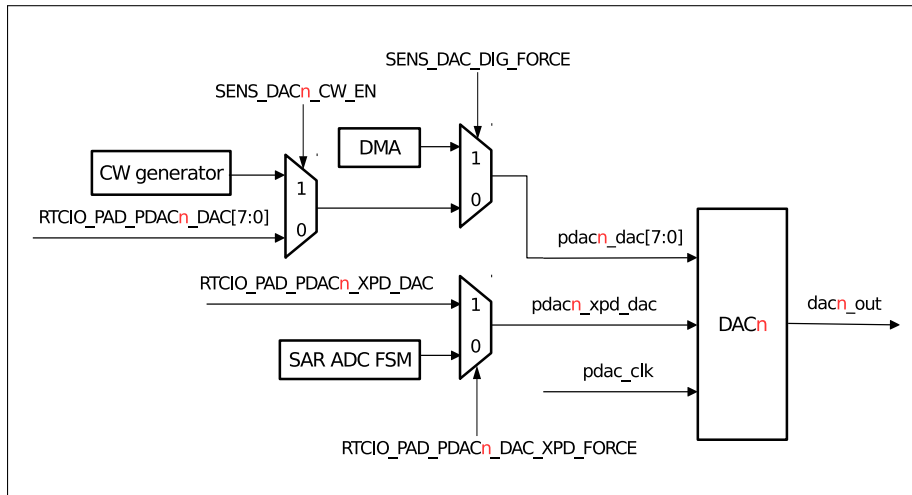 SENS_DAC_DIG_FORCE
SENS_DACn_CW_EN
DMA
1
0
CW generator
1
0
RTCIO_PAD_PDACn_DAC[7:0]
pdacn_dac[7:0]
RTCIO_PAD_PDACn_XPD_DAC
1
0
pdacn_xpd_dac
DACn
dacn_out
SAR ADC FSM
pdac_clk
RTCIO_PAD_PDACn_DAC_XPD_FORCE